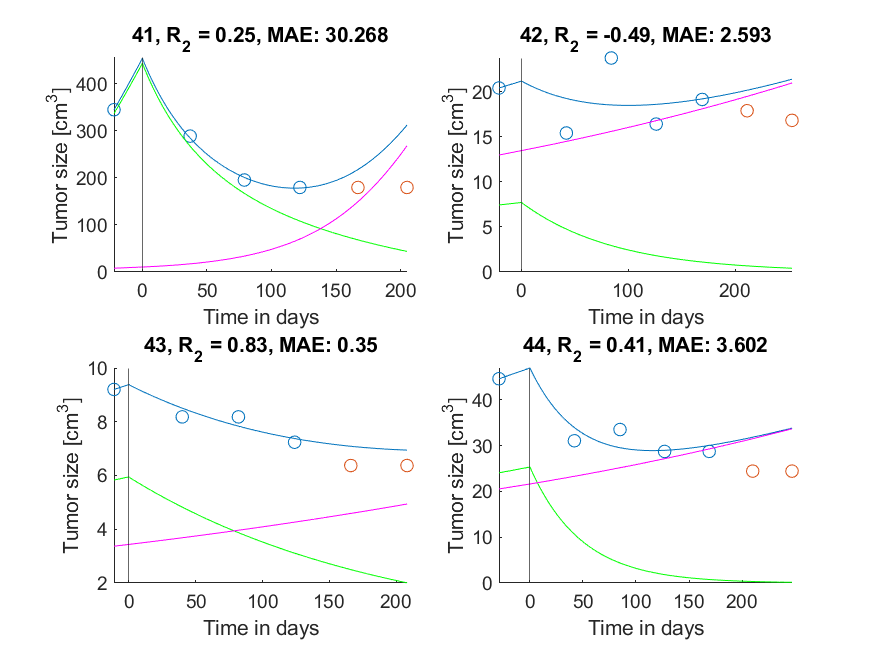 41, R₂ = 0.25, MAE: 30.268
Tumor size [cm³]
400
300
200
100
0
0 50 100 150 200
Time in days
42, R₂ = -0.49, MAE: 2.593
Tumor size [cm³]
20
15
10
5
0
0 100 200
Time in days
43, R₂ = 0.83, MAE: 0.35
Tumor size [cm³]
10
8
6
4
2
0 50 100 150 200
Time in days
44, R₂ = 0.41, MAE: 3.602
Tumor size [cm³]
40
30
20
10
0
0 50 100 150 200
Time in days